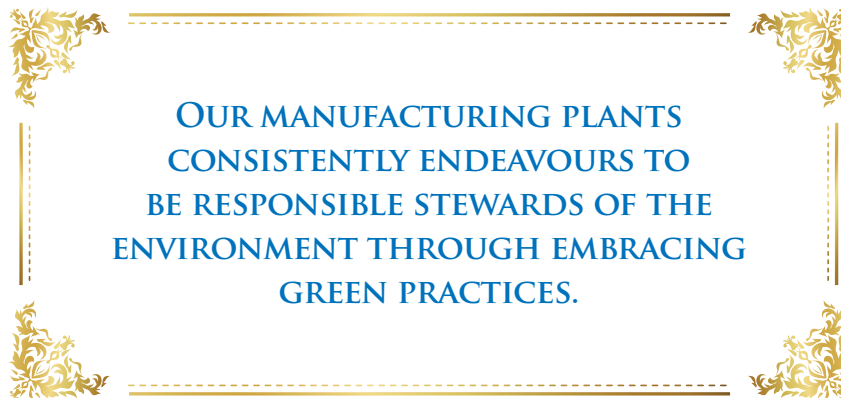 Our manufacturing plants
consistently endeavours to
be responsible stewards of the
environment through embracing
green practices.